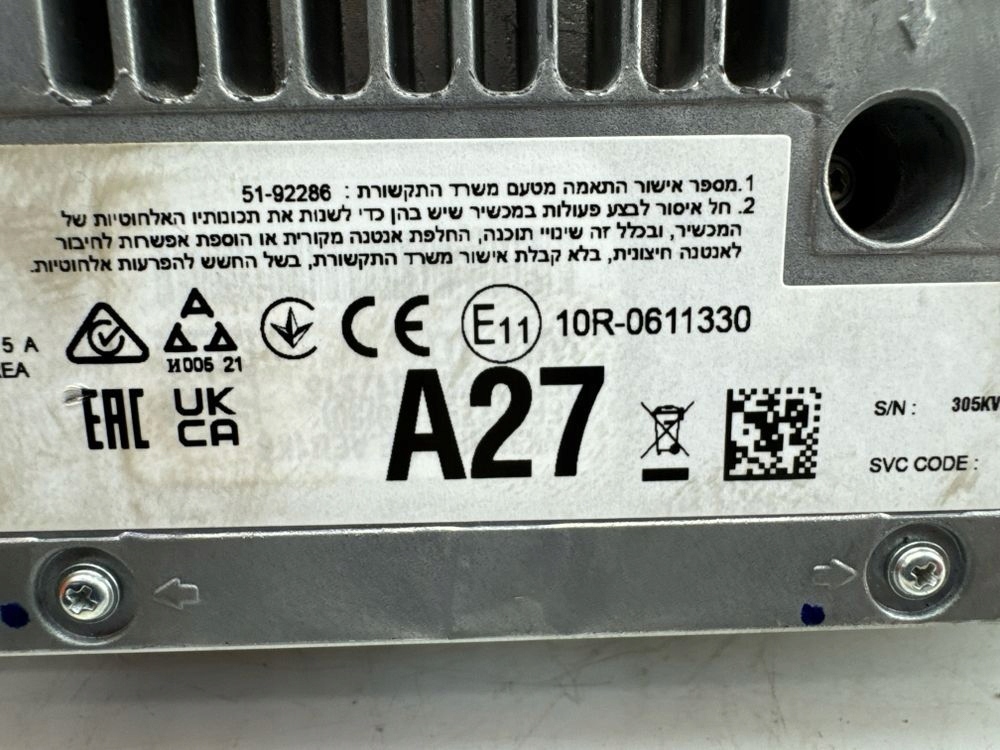 1.מספר אישור התאמה מטעם משרד התקשורת : 51-92286
2. חל איסור לבצע פעולות במכשיר שיש בהן כדי לשנות את תכונותיו האלחוטיות של
המכשיר, ובכלל זה שינויי תוכנה, החלפת אנטנה מקורית או הוספת אפשרות לחיבור
לאנטנה חיצונית, בלא קבלת אישור משרד התקשורת, בשל החשש להפרעות אלחוטיות.
5 A
CE E11 10R-0611330
И005 21
EAC UK CA A27
S/N : 305KV
SVC CODE :